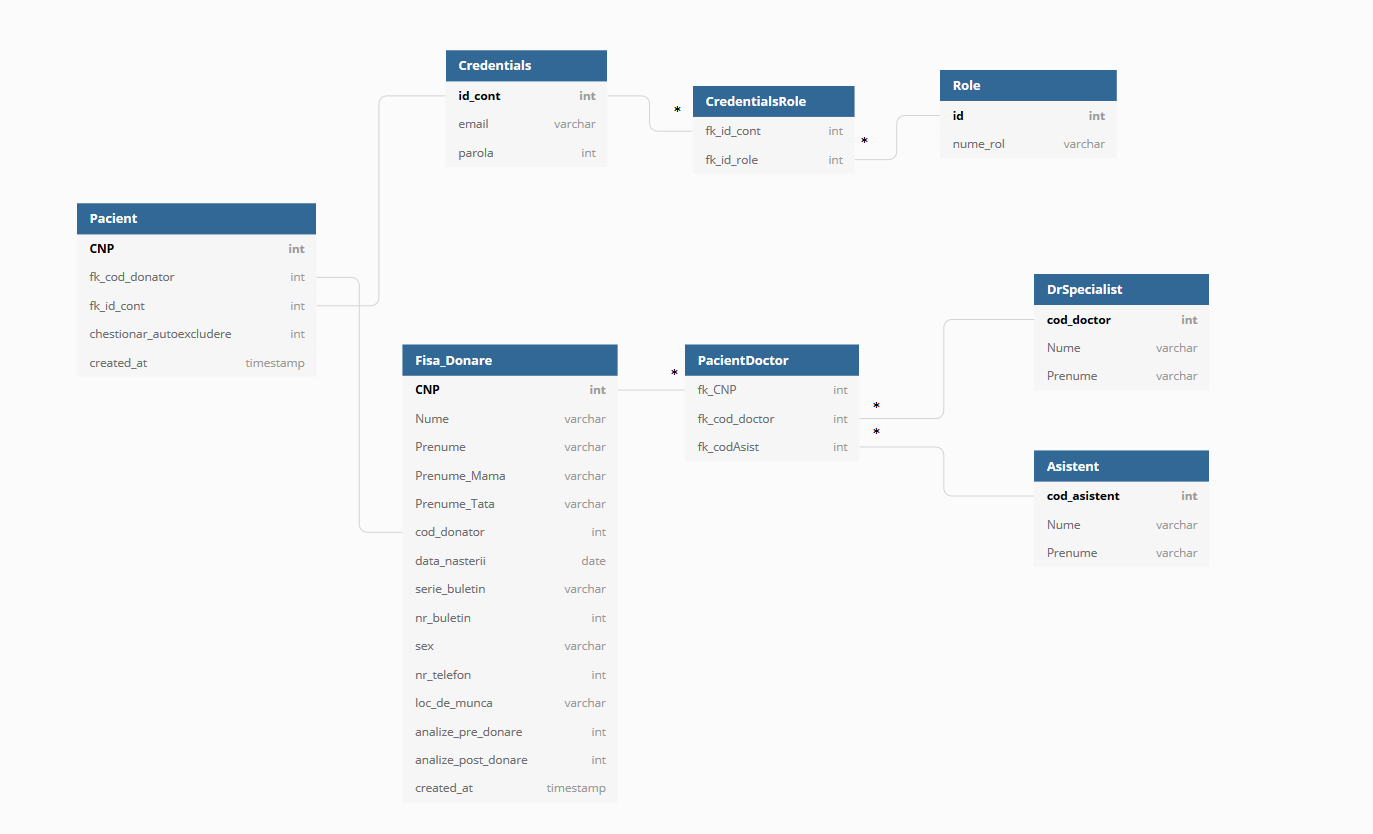 Credentials
id_cont int
email varchar
parola int
CredentialsRole
fk_id_cont int
fk_id_role int
Role
id int
nume_rol varchar
*
*
Pacient
CNP int
fk_cod_donator int
fk_id_cont int
chestionar_autoexcludere int
created_at timestamp
Fisa_Donare
CNP int
Nume varchar
Prenume varchar
Prenume_Mama varchar
Prenume_Tata varchar
cod_donator int
data_nasterii date
serie_buletin varchar
nr_buletin int
sex varchar
nr_telefon int
loc_de_munca varchar
analize_pre_donare int
analize_post_donare int
created_at timestamp
*
PacientDoctor
fk_CNP int
fk_cod_doctor int
fk_codAsist int
*
*
DrSpecialist
cod_doctor int
Nume varchar
Prenume varchar
Asistent
cod_asistent int
Nume varchar
Prenume varchar